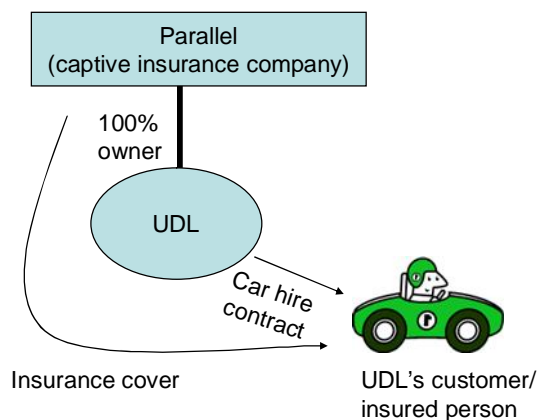 Parallel
(captive insurance company)
100%
owner
UDL
Car hire
contract
Insurance cover
UDL's customer/
insured person